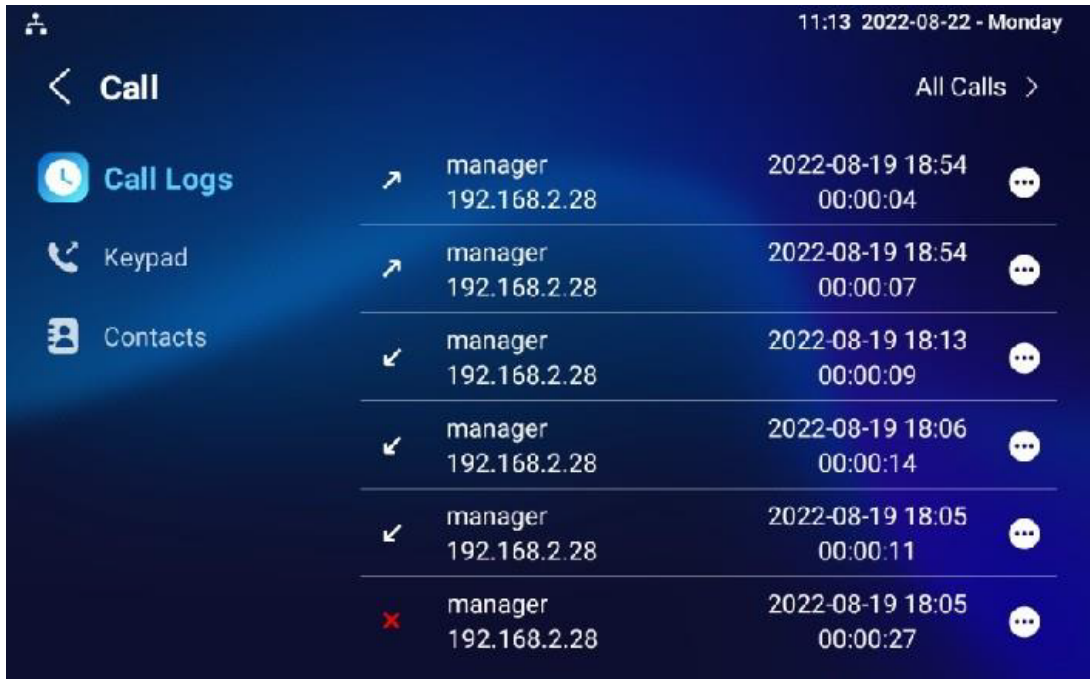 11:13 2022-08-22 - Monday
Call
All Calls
Call Logs
Keypad
Contacts
manager 2022-08-19 18:54
192.168.2.28 00:00:04
manager 2022-08-19 18:54
192.168.2.28 00:00:07
manager 2022-08-19 18:13
192.168.2.28 00:00:09
manager 2022-08-19 18:06
192.168.2.28 00:00:14
manager 2022-08-19 18:05
192.168.2.28 00:00:11
manager 2022-08-19 18:05
192.168.2.28 00:00:27